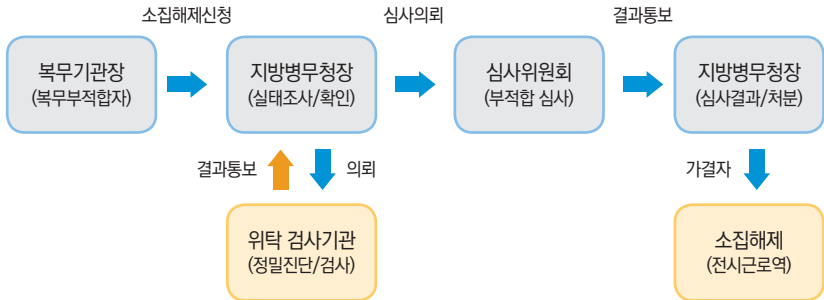 소집해제신청
심사의뢰
결과통보
복무기관장
(복무부적합자)
지방병무청장
(실태조사/확인)
심사위원회
(부적합 심사)
지방병무청장
(심사결과/처분)
결과통보
의뢰
가결자
위탁 검사기관
(정밀진단/검사)
소집해제
(전시근로역)